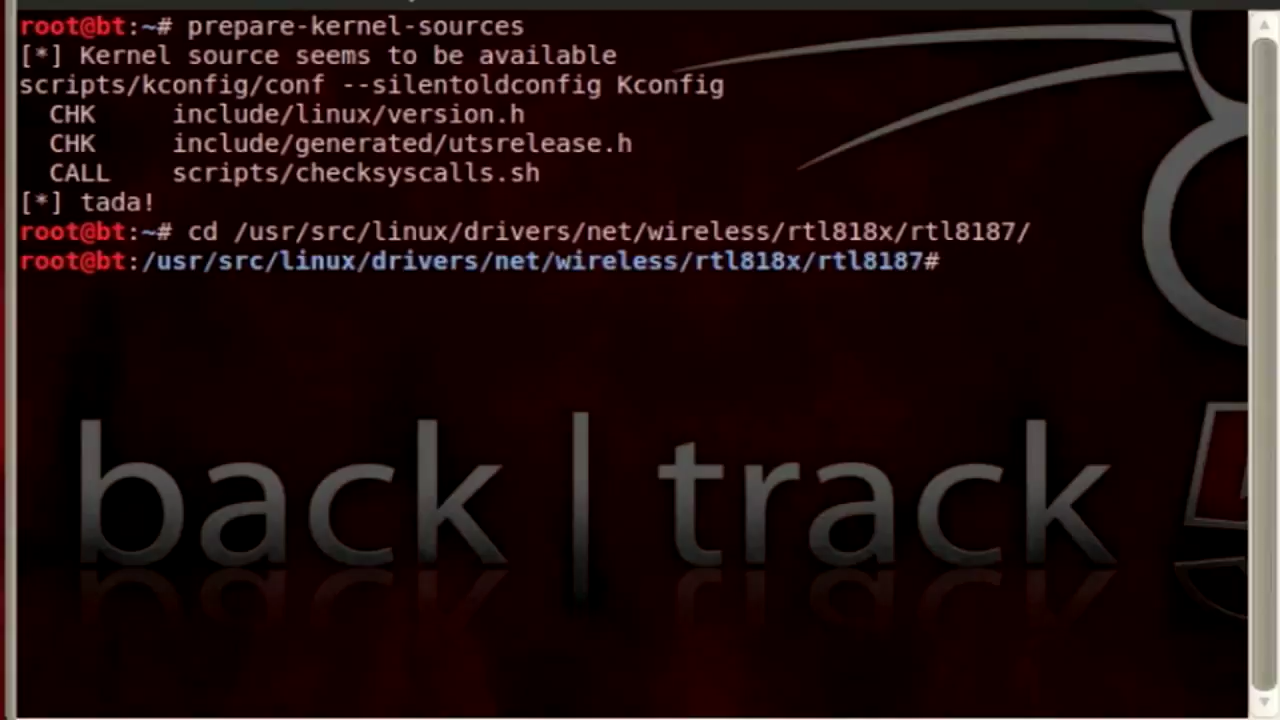 root@bt:~# prepare-kernel-sources
[*] Kernel source seems to be available
scripts/kconfig/conf --silentoldconfig Kconfig
  CHK     include/linux/version.h
  CHK     include/generated/utsrelease.h
  CALL    scripts/checksyscalls.sh
[*] tada!
root@bt:~# cd /usr/src/linux/drivers/net/wireless/rtl818x/rtl8187/
root@bt:/usr/src/linux/drivers/net/wireless/rtl818x/rtl8187#
back | track
5